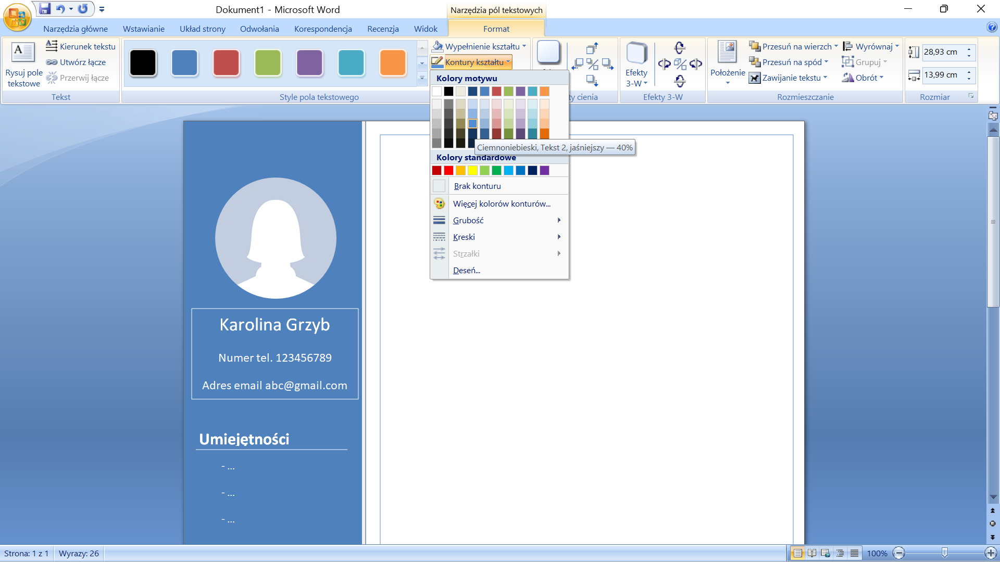 Dokument1 - Microsoft Word
Narzędzia pól tekstowych
Narzędzia główne
Wstawianie
Układ strony
Odwołania
Korespondencja
Recenzja
Widok
Format
Rysuj pole tekstowe
Kierunek tekstu
Utwórz łącze
Przerwij łącze
Tekst
Style pola tekstowego
Wypełnienie kształtu
Kontury kształtu
ty cienia
Efekty
3-W
Efekty 3-W
Położenie
Przesuń na wierzch
Przesuń na spód
Zawijanie tekstu
Wyrównaj
Grupuj
Obrót
Rozmieszczanie
28,93 cm
13,99 cm
Rozmiar
Kolory motywu
Ciemnoniebieski, Tekst 2, jaśniejszy — 40%
Kolory standardowe
Brak konturu
Więcej kolorów konturów...
Grubość
Kreski
Strzałki
Deseń...
Karolina Grzyb
Numer tel. 123456789
Adres email abc@gmail.com
Umiejętności
- ...
- ...
- ...
Strona: 1 z 1
Wyrazy: 26
100%